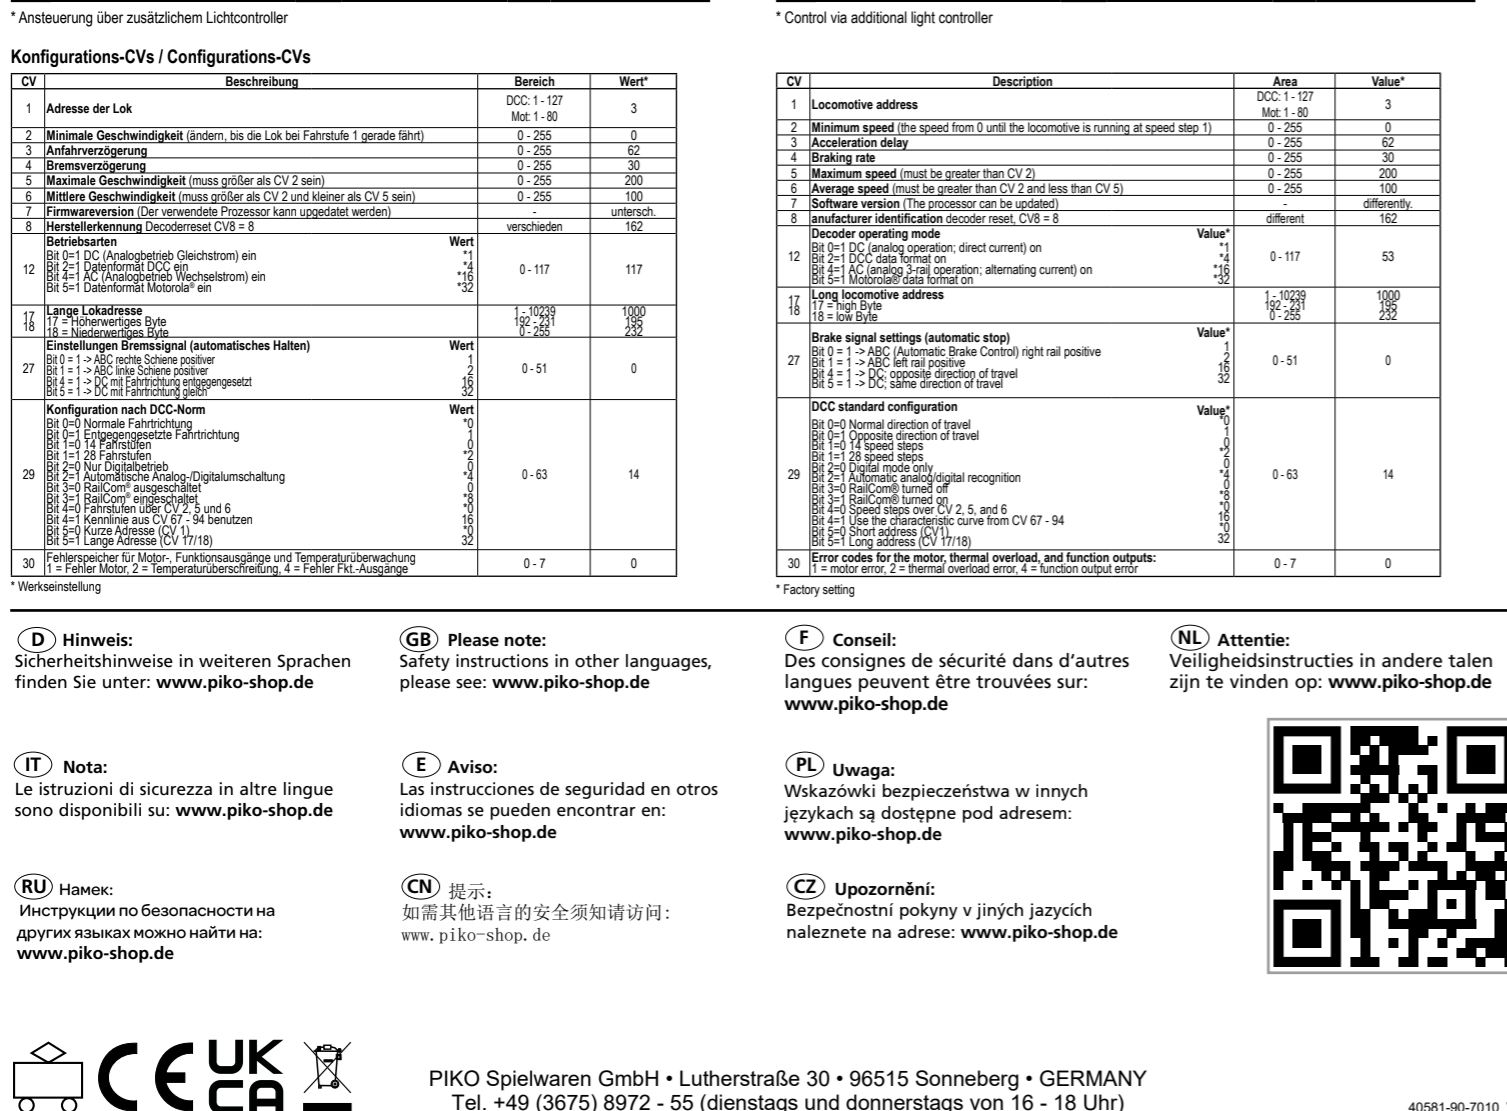 * Ansteuerung über zusätzlichem Lichtcontroller
Konfigurations-CVs / Configurations-CVs
CV Beschreibung Bereich Wert*
1 Adresse der Lok DCC: 1 - 127 3
Mot: 1 - 80
2 Minimale Geschwindigkeit (ändern, bis die Lok bei Fahrstufe 1 gerade fährt) 0 - 255 0
3 Anfahrverzögerung 0 - 255 62
4 Bremsverzögerung 0 - 255 30
5 Maximale Geschwindigkeit (muss größer als CV 2 sein) 0 - 255 200
6 Mittlere Geschwindigkeit (muss größer als CV 2 und kleiner als CV 5 sein) 0 - 255 100
7 Firmwareversion (Der verwendete Prozessor kann upgedatet werden) - untersch.
8 Herstellerkennung Decoderreset CV8 = 8 verschieden 162
12 Betriebsarten Wert 0 - 117 117
Bit 0=1 DC (Analogbetrieb Gleichstrom) ein *1
Bit 2=1 Datenformat DCC ein *4
Bit 4=1 AC (Analogbetrieb Wechselstrom) ein *16
Bit 5=1 Datenformat Motorola® ein *32
17 18 Lange Lokadresse 1 - 10239 1000
17 = Höherwertiges Byte 192 - 231 195
18 = Niederwertiges Byte 0 - 255 232
27 Einstellungen Bremssignal (automatisches Halten) Wert 0 - 51 0
Bit 0 = 1 -> ABC rechte Schiene positiver 1
Bit 1 = 1 -> ABC linke Schiene positiver 2
Bit 4 = 1 -> DC mit Fahrtrichtung entgegengesetzt 16
Bit 5 = 1 -> DC mit Fahrtrichtung gleich 32
29 Konfiguration nach DCC-Norm Wert 0 - 63 14
Bit 0=0 Normale Fahrtrichtung *0
Bit 0=1 Entgegengesetzte Fahrtrichtung 1
Bit 1=0 14 Fahrstufen 0
Bit 1=1 28 Fahrstufen *2
Bit 2=0 Nur Digitalbetrieb 0
Bit 2=1 Automatische Analog-/Digitalumschaltung *4
Bit 3=0 RailCom® ausgeschaltet 0
Bit 3=1 RailCom® eingeschaltet *8
Bit 4=0 Fahrstufen über CV 2, 5 und 6 *0
Bit 4=1 Kennlinie aus CV 67 - 94 benutzen 16
Bit 5=0 Kurze Adresse (CV 1) *0
Bit 5=1 Lange Adresse (CV 17/18) 32
30 Fehlerspeicher für Motor-, Funktionsausgänge und Temperaturüberwachung 0 - 7 0
1 = Fehler Motor, 2 = Temperaturüberschreitung, 4 = Fehler Fkt.-Ausgänge
* Werkseinstellung
* Control via additional light controller
CV Description Area Value*
1 Locomotive address DCC: 1 - 127 3
Mot: 1 - 80
2 Minimum speed (the speed from 0 until the locomotive is running at speed step 1) 0 - 255 0
3 Acceleration delay 0 - 255 62
4 Braking rate 0 - 255 30
5 Maximum speed (must be greater than CV 2) 0 - 255 200
6 Average speed (must be greater than CV 2 and less than CV 5) 0 - 255 100
7 Software version (The processor can be updated) - differently.
8 anufacturer identification decoder reset, CV8 = 8 different 162
12 Decoder operating mode Value* 0 - 117 53
Bit 0=1 DC (analog operation; direct current) on *1
Bit 2=1 DCC data format on *4
Bit 4=1 AC (analog 3-rail operation; alternating current) on *16
Bit 5=1 Motorola® data format on *32
17 18 Long locomotive address 1 - 10239 1000
17 = high Byte 192 - 231 195
18 = low Byte 0 - 255 232
27 Brake signal settings (automatic stop) Value* 0 - 51 0
Bit 0 = 1 -> ABC (Automatic Brake Control) right rail positive 1
Bit 1 = 1 -> ABC left rail positive 2
Bit 4 = 1 -> DC; opposite direction of travel 16
Bit 5 = 1 -> DC; same direction of travel 32
29 DCC standard configuration Value* 0 - 63 14
Bit 0=0 Normal direction of travel *0
Bit 0=1 Opposite direction of travel 1
Bit 1=0 14 speed steps 0
Bit 1=1 28 speed steps *2
Bit 2=0 Digital mode only 0
Bit 2=1 Automatic analog/digital recognition *4
Bit 3=0 RailCom® turned off 0
Bit 3=1 RailCom® turned on *8
Bit 4=0 Speed steps over CV 2, 5, and 6 *0
Bit 4=1 Use the characteristic curve from CV 67 - 94 16
Bit 5=0 Short address (CV1) *0
Bit 5=1 Long address (CV 17/18) 32
30 Error codes for the motor, thermal overload, and function outputs: 0 - 7 0
1 = motor error, 2 = thermal overload error, 4 = function output error
* Factory setting
D Hinweis:
Sicherheitshinweise in weiteren Sprachen
finden Sie unter: www.piko-shop.de
GB Please note:
Safety instructions in other languages,
please see: www.piko-shop.de
F Conseil:
Des consignes de sécurité dans d'autres
langues peuvent être trouvées sur:
www.piko-shop.de
NL Attentie:
Veiligheidsinstructies in andere talen
zijn te vinden op: www.piko-shop.de
IT Nota:
Le istruzioni di sicurezza in altre lingue
sono disponibili su: www.piko-shop.de
E Aviso:
Las instrucciones de seguridad en otros
idiomas se pueden encontrar en:
www.piko-shop.de
PL Uwaga:
Wskazówki bezpieczeństwa w innych
językach są dostępne pod adresem:
www.piko-shop.de
RU Намек:
Инструкции по безопасности на
других языках можно найти на:
www.piko-shop.de
CN 提示：
如需其他语言的安全须知请访问：
www.piko-shop.de
CZ Upozornění:
Bezpečnostní pokyny v jiných jazycích
naleznete na adrese: www.piko-shop.de
CE UK
CA
PIKO Spielwaren GmbH • Lutherstraße 30 • 96515 Sonneberg • GERMANY
Tel. +49 (3675) 8972 - 55 (dienstags und donnerstags von 16 - 18 Uhr)
40581-90-7010